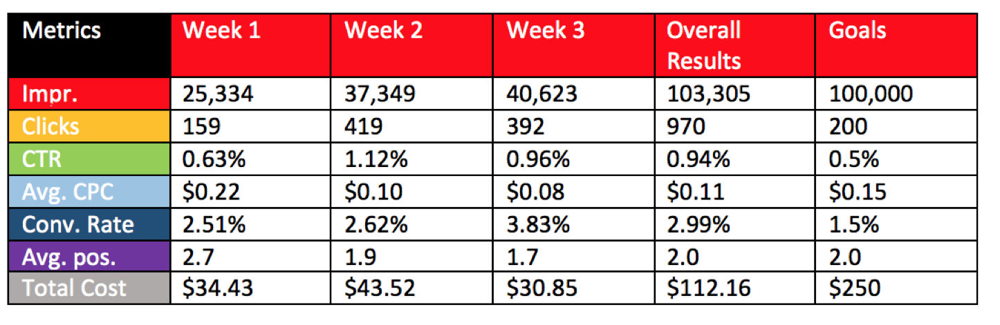 Metrics Week 1 Week 2 Week 3 Overall Results Goals
Impr. 25,334 37,349 40,623 103,305 100,000
Clicks 159 419 392 970 200
CTR 0.63% 1.12% 0.96% 0.94% 0.5%
Avg. CPC $0.22 $0.10 $0.08 $0.11 $0.15
Conv. Rate 2.51% 2.62% 3.83% 2.99% 1.5%
Avg. pos. 2.7 1.9 1.7 2.0 2.0
Total Cost $34.43 $43.52 $30.85 $112.16 $250